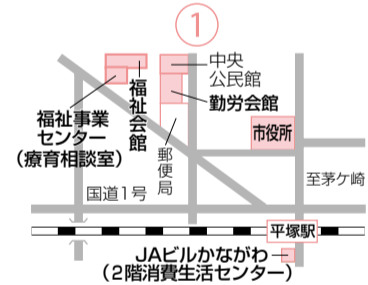 ①
中央
公民館
勤労会館
福祉会館
福祉事業
センター
(療育相談室)
郵便局
市役所
国道1号
至茅ケ崎
平塚駅
JAビルかながわ
(2階消費生活センター)